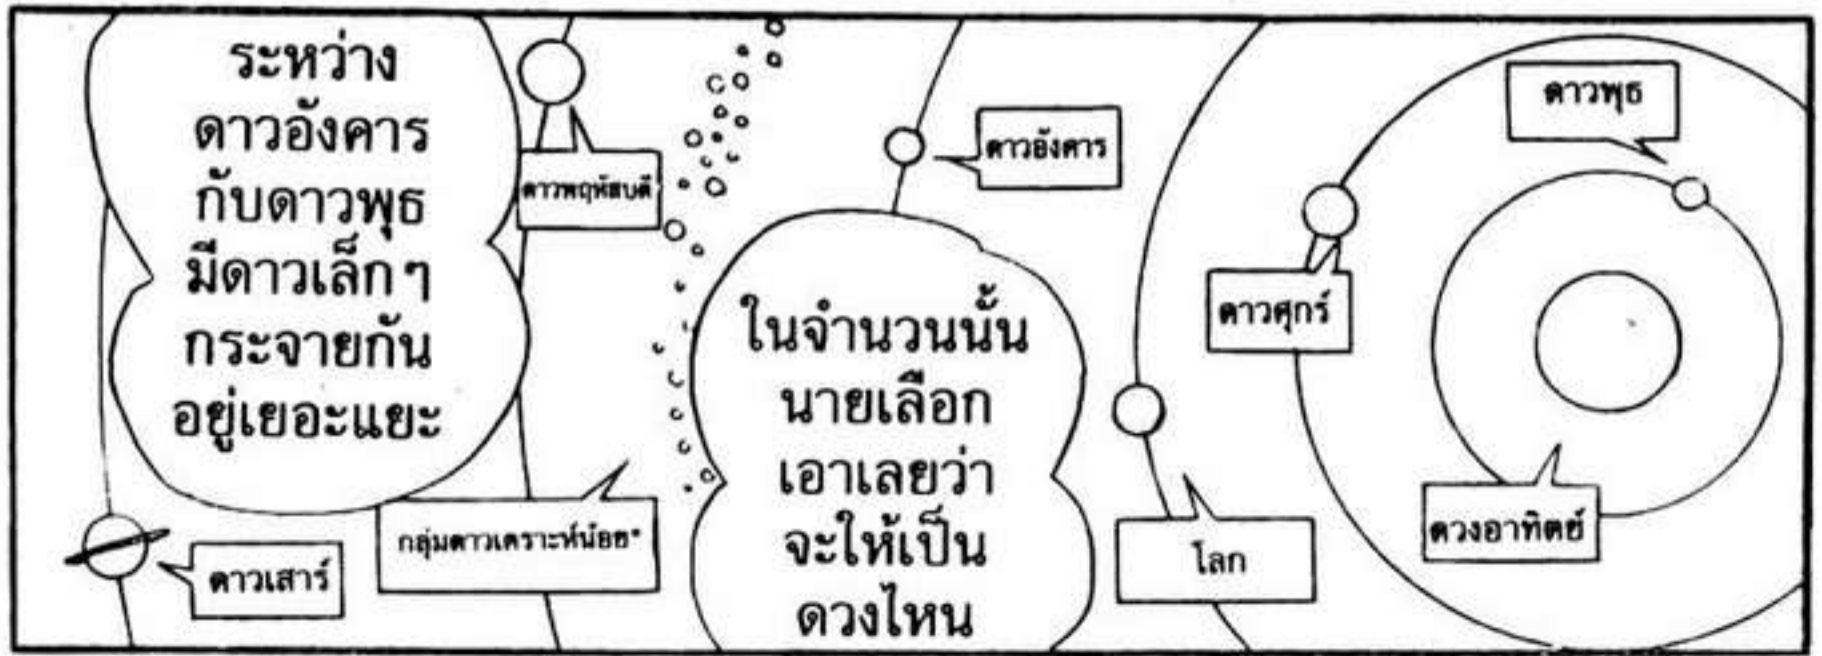 ระหว่าง
ดาวอังคาร
กับดาวพุธ
มีดาวเล็กๆ
กระจายกัน
อยู่เยอะแยะ
ดาวพฤหัสบดี
ดาวอังคาร
ดาวพุธ
ดาวศุกร์
ในจำนวนนั้น
นายเลือก
เอาเลยว่า
จะให้เป็น
ดวงไหน
ดาวเสาร์
กลุ่มดาวเคราะห์น้อย*
โลก
ดวงอาทิตย์